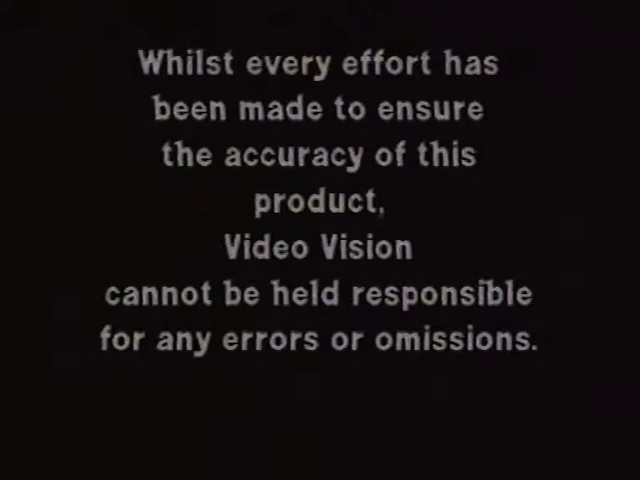 Whilst every effort has
been made to ensure
the accuracy of this
product,
Video Vision
cannot be held responsible
for any errors or omissions.